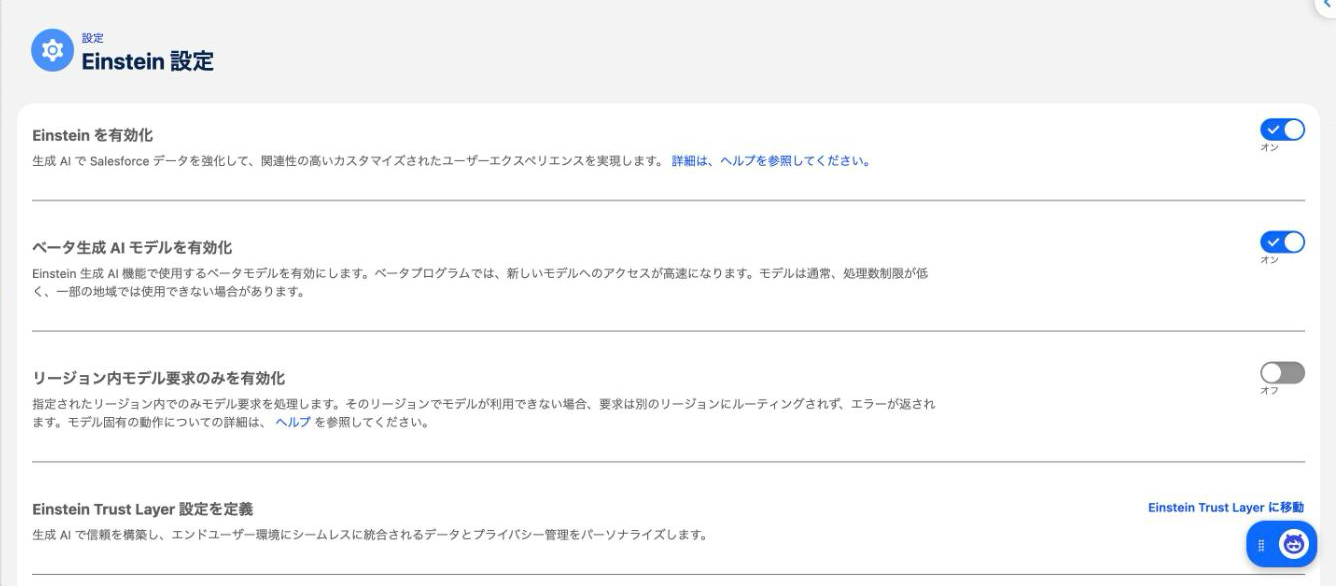 設定
Einstein 設定
Einstein を有効化
オン
生成 AI で Salesforce データを強化して、関連性の高いカスタマイズされたユーザーエクスペリエンスを実現します。 詳細は、ヘルプを参照してください。
ベータ生成 AI モデルを有効化
オン
Einstein 生成 AI 機能で使用するベータモデルを有効にします。ベータプログラムでは、新しいモデルへのアクセスが高速になります。モデルは通常、処理数制限が低
く、一部の地域では使用できない場合があります。
リージョン内モデル要求のみを有効化
オフ
指定されたリージョン内でのみモデル要求を処理します。そのリージョンでモデルが利用できない場合、要求は別のリージョンにルーティングされず、エラーが返され
ます。モデル固有の動作についての詳細は、 ヘルプ を参照してください。
Einstein Trust Layer 設定を定義
Einstein Trust Layer に移動
生成 AI で信頼を構築し、エンドユーザー環境にシームレスに統合されるデータとプライバシー管理をパーソナライズします。